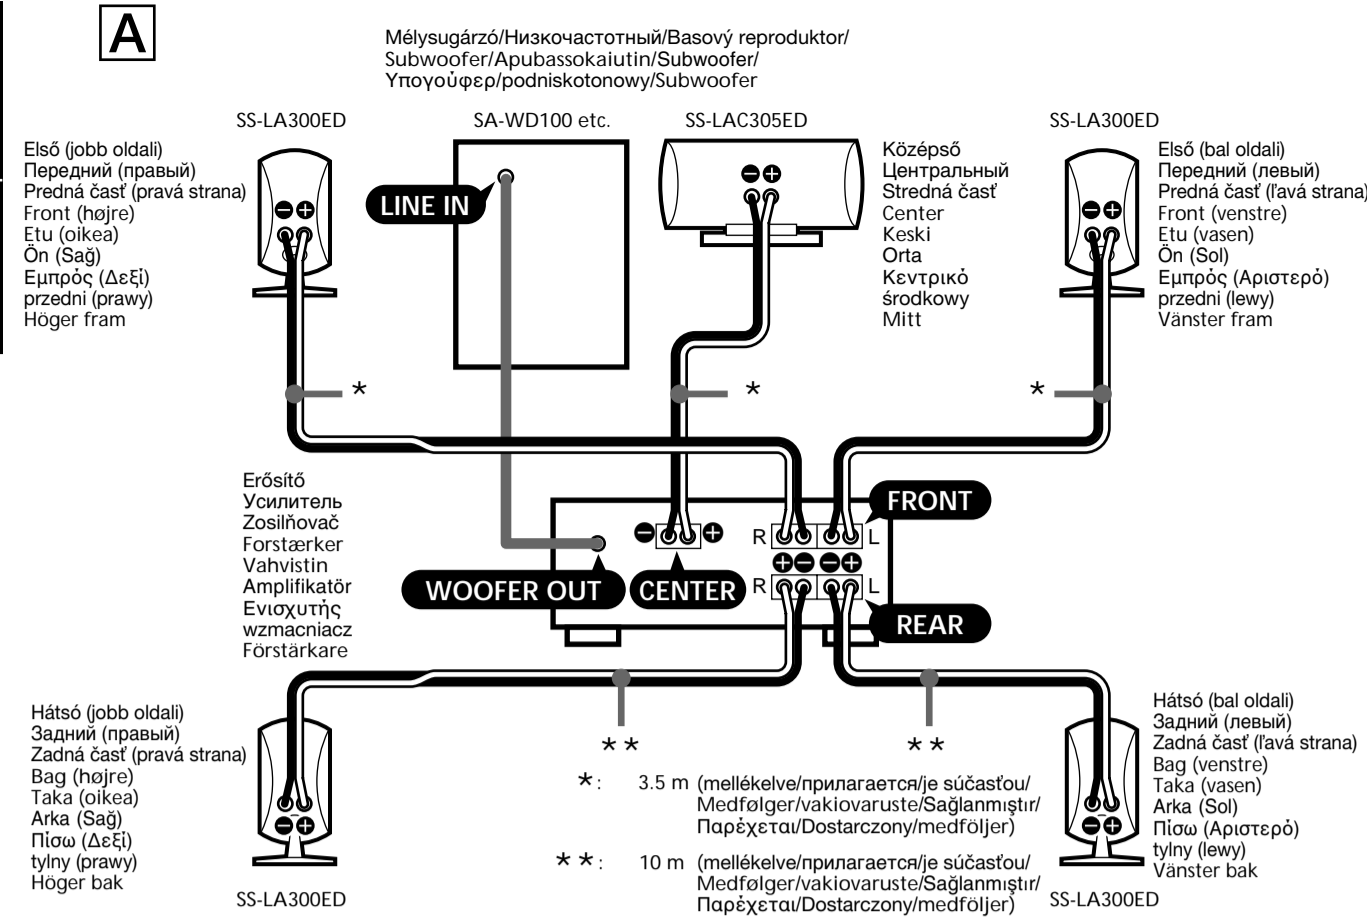 A
Mélysugárzó/Низкочастотный/Basový reproduktor/
Subwoofer/Apubassokaiutin/Subwoofer/
Υπογούφερ/podniskotonowy/Subwoofer
SS-LA300ED
SA-WD100 etc.
SS-LAC305ED
SS-LA300ED
Első (jobb oldali)
Передний (правый)
Predná časť (pravá strana)
Front (højre)
Etu (oikea)
Ön (Sağ)
Εμπρός (Δεξί)
przedni (prawy)
Höger fram
LINE IN
Középső
Центральный
Stredná časť
Center
Keski
Orta
Κεντρικό
środkowy
Mitt
Első (bal oldali)
Передний (левый)
Predná časť (ľavá strana)
Front (venstre)
Etu (vasen)
Ön (Sol)
Εμπρός (Αριστερό)
przedni (lewy)
Vänster fram
*
*
*
Erősítő
Усилитель
Zosilňovač
Forstærker
Vahvistin
Amplifikatör
Ενισχυτής
wzmacniacz
Förstärkare
FRONT
R
L
WOOFER OUT
CENTER
R
L
REAR
**
**
Hátsó (jobb oldali)
Задний (правый)
Zadná časť (pravá strana)
Bag (højre)
Taka (oikea)
Arka (Sağ)
Πίσω (Δεξί)
tylny (prawy)
Höger bak
SS-LA300ED
*: 3.5 m (mellékelve/прилагается/je súčasťou/
Medfølger/vakiovaruste/Sağlanmıştır/
Παρέχεται/Dostarczony/medföljer)
**: 10 m (mellékelve/прилагается/je súčasťou/
Medfølger/vakiovaruste/Sağlanmıştır/
Παρέχεται/Dostarczony/medföljer)
Hátsó (bal oldali)
Задний (левый)
Zadná časť (ľavá strana)
Bag (venstre)
Taka (vasen)
Arka (Sol)
Πίσω (Αριστερό)
tylny (lewy)
Vänster bak
SS-LA300ED